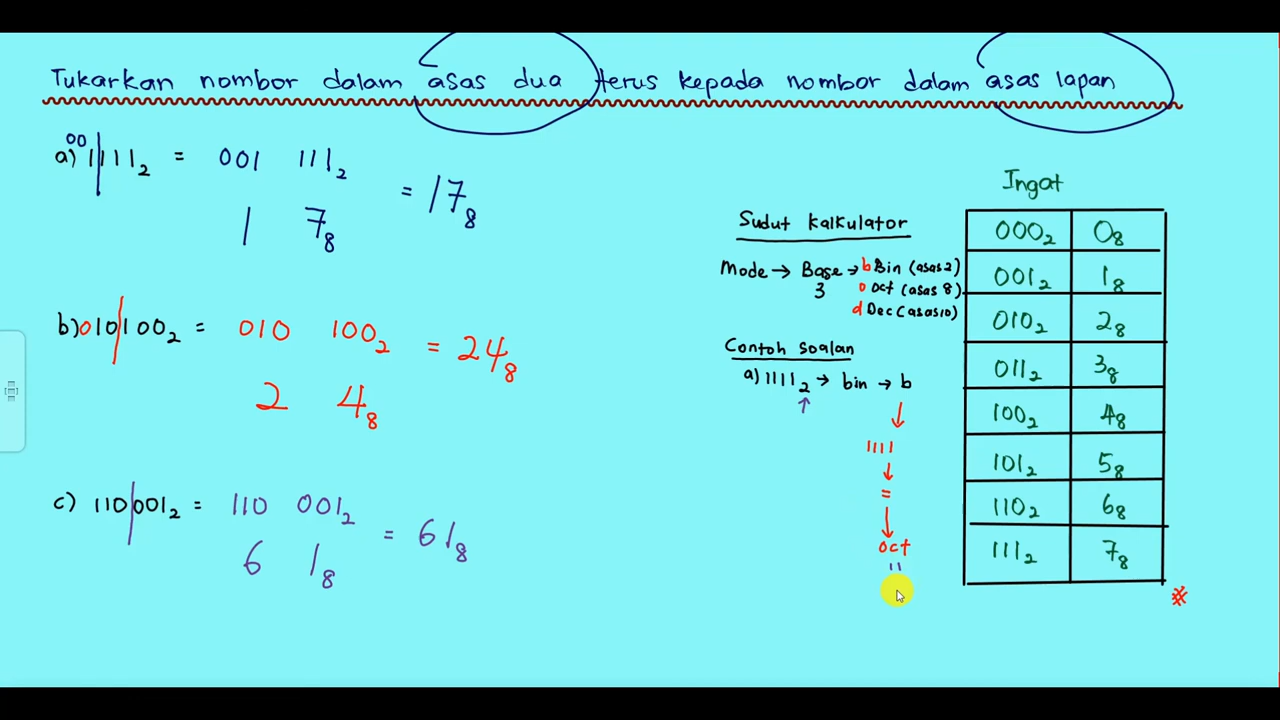 Tukarkan nombor dalam asas dua terus kepada nombor dalam asas lapan
00
a) 1111₂ = 001 111₂
1 7₈
= 17₈
b) 010100₂ = 010 100₂
2 4₈
= 24₈
c) 110001₂ = 110 001₂
6 1₈
= 61₈
Sudut Kalkulator
Mode → Base → b Bin (asas 2)
3 o Oct (asas 8)
d Dec (asas 10)
Contoh Soalan
a) 1111₂ → bin → b
↑ ↓
1111
↓
=
↓
oct
"
Ingat
000₂ 0₈
001₂ 1₈
010₂ 2₈
011₂ 3₈
100₂ 4₈
101₂ 5₈
110₂ 6₈
111₂ 7₈